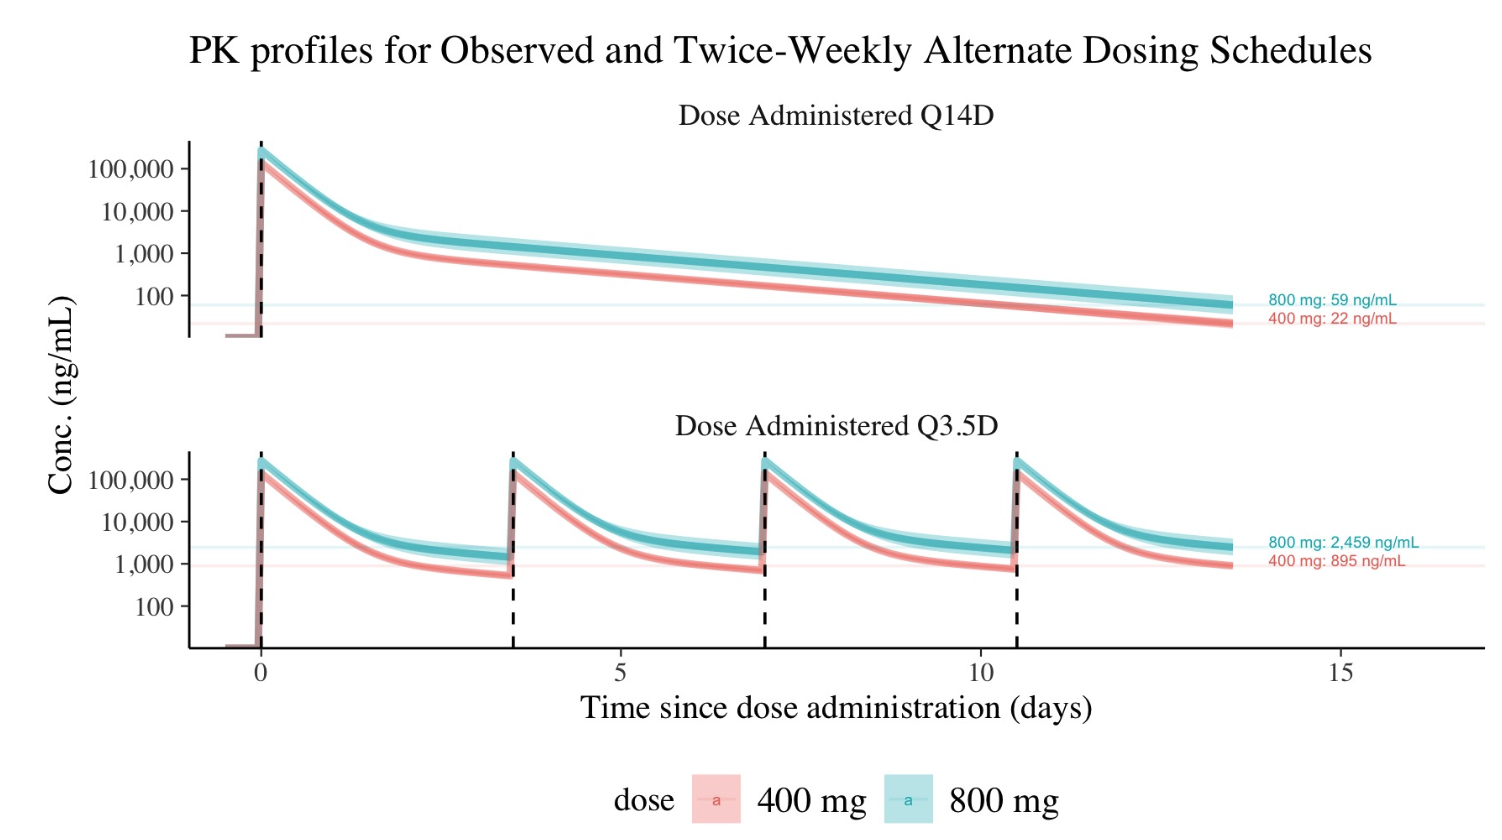 PK profiles for Observed and Twice-Weekly Alternate Dosing Schedules
Dose Administered Q14D
100,000
10,000
1,000
100
800 mg: 59 ng/mL
400 mg: 22 ng/mL
Conc. (ng/mL)
Dose Administered Q3.5D
100,000
10,000
1,000
100
800 mg: 2,459 ng/mL
400 mg: 895 ng/mL
0 5 10 15
Time since dose administration (days)
dose a 400 mg a 800 mg